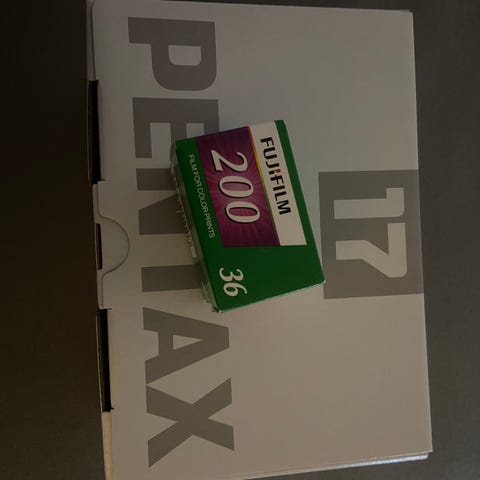 PENTAX
17
FUJIFILM
200
FILM FOR COLOR PRINTS
36